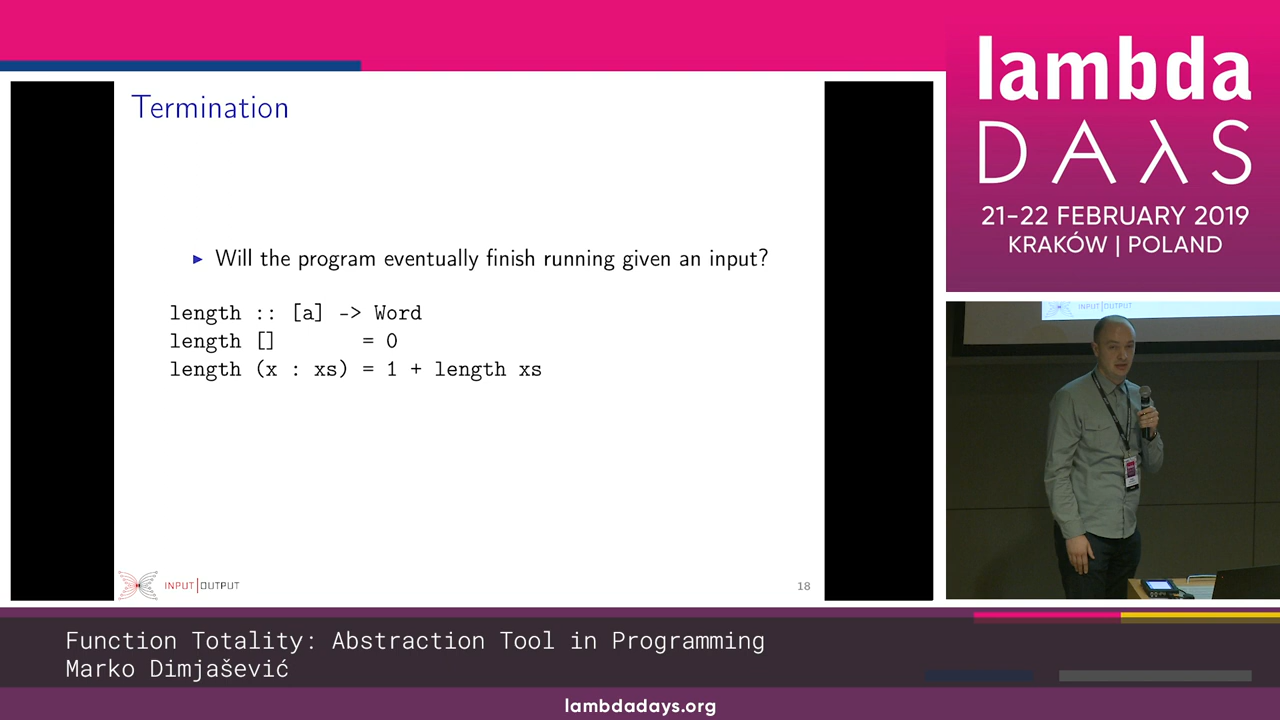 Termination
▶ Will the program eventually finish running given an input?
length :: [a] -> Word
length [] = 0
length (x : xs) = 1 + length xs
INPUT|OUTPUT
18
lambda
DAλS
21-22 FEBRUARY 2019
KRAKÓW | POLAND
INPUT|OUTPUT
Function Totality: Abstraction Tool in Programming
Marko Dimjašević
lambdadays.org